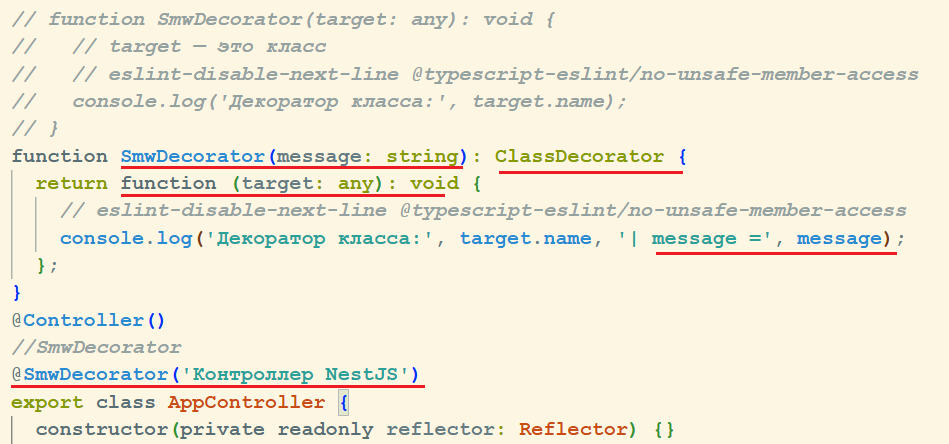 // function SmwDecorator(target: any): void {
//   // target — это класс
//   // eslint-disable-next-line @typescript-eslint/no-unsafe-member-access
//   console.log('Декоратор класса:', target.name);
// }
function SmwDecorator(message: string): ClassDecorator {
  return function (target: any): void {
    // eslint-disable-next-line @typescript-eslint/no-unsafe-member-access
    console.log('Декоратор класса:', target.name, '| message =', message);
  };
}
@Controller()
//SmwDecorator
@SmwDecorator('Контроллер NestJS')
export class AppController {
  constructor(private readonly reflector: Reflector) {}